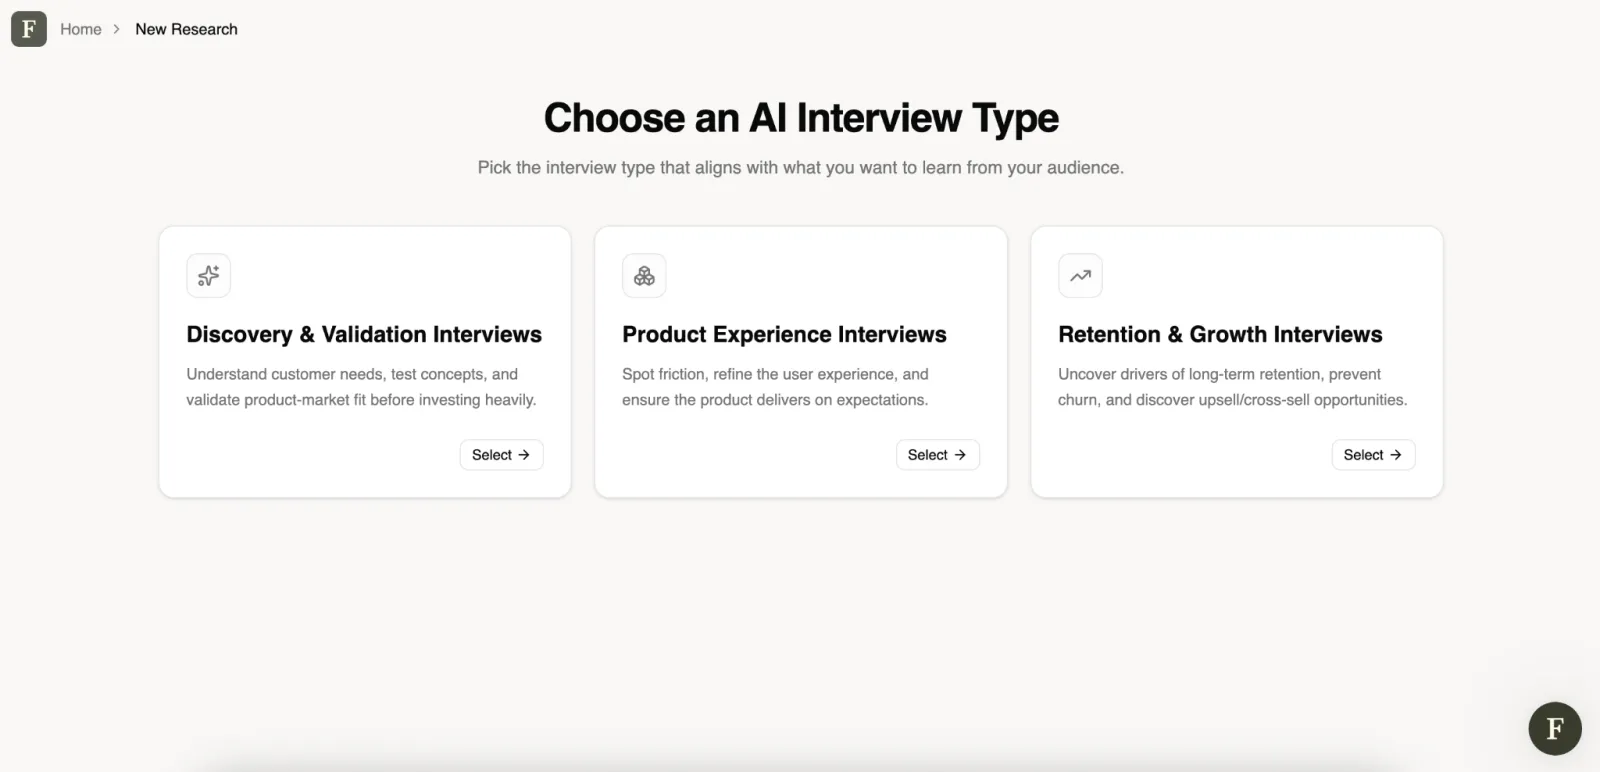 F
Home > New Research
Choose an AI Interview Type
Pick the interview type that aligns with what you want to learn from your audience.
Discovery & Validation Interviews
Understand customer needs, test concepts, and
validate product-market fit before investing heavily.
Select →
Product Experience Interviews
Spot friction, refine the user experience, and
ensure the product delivers on expectations.
Select →
Retention & Growth Interviews
Uncover drivers of long-term retention, prevent
churn, and discover upsell/cross-sell opportunities.
Select →
F